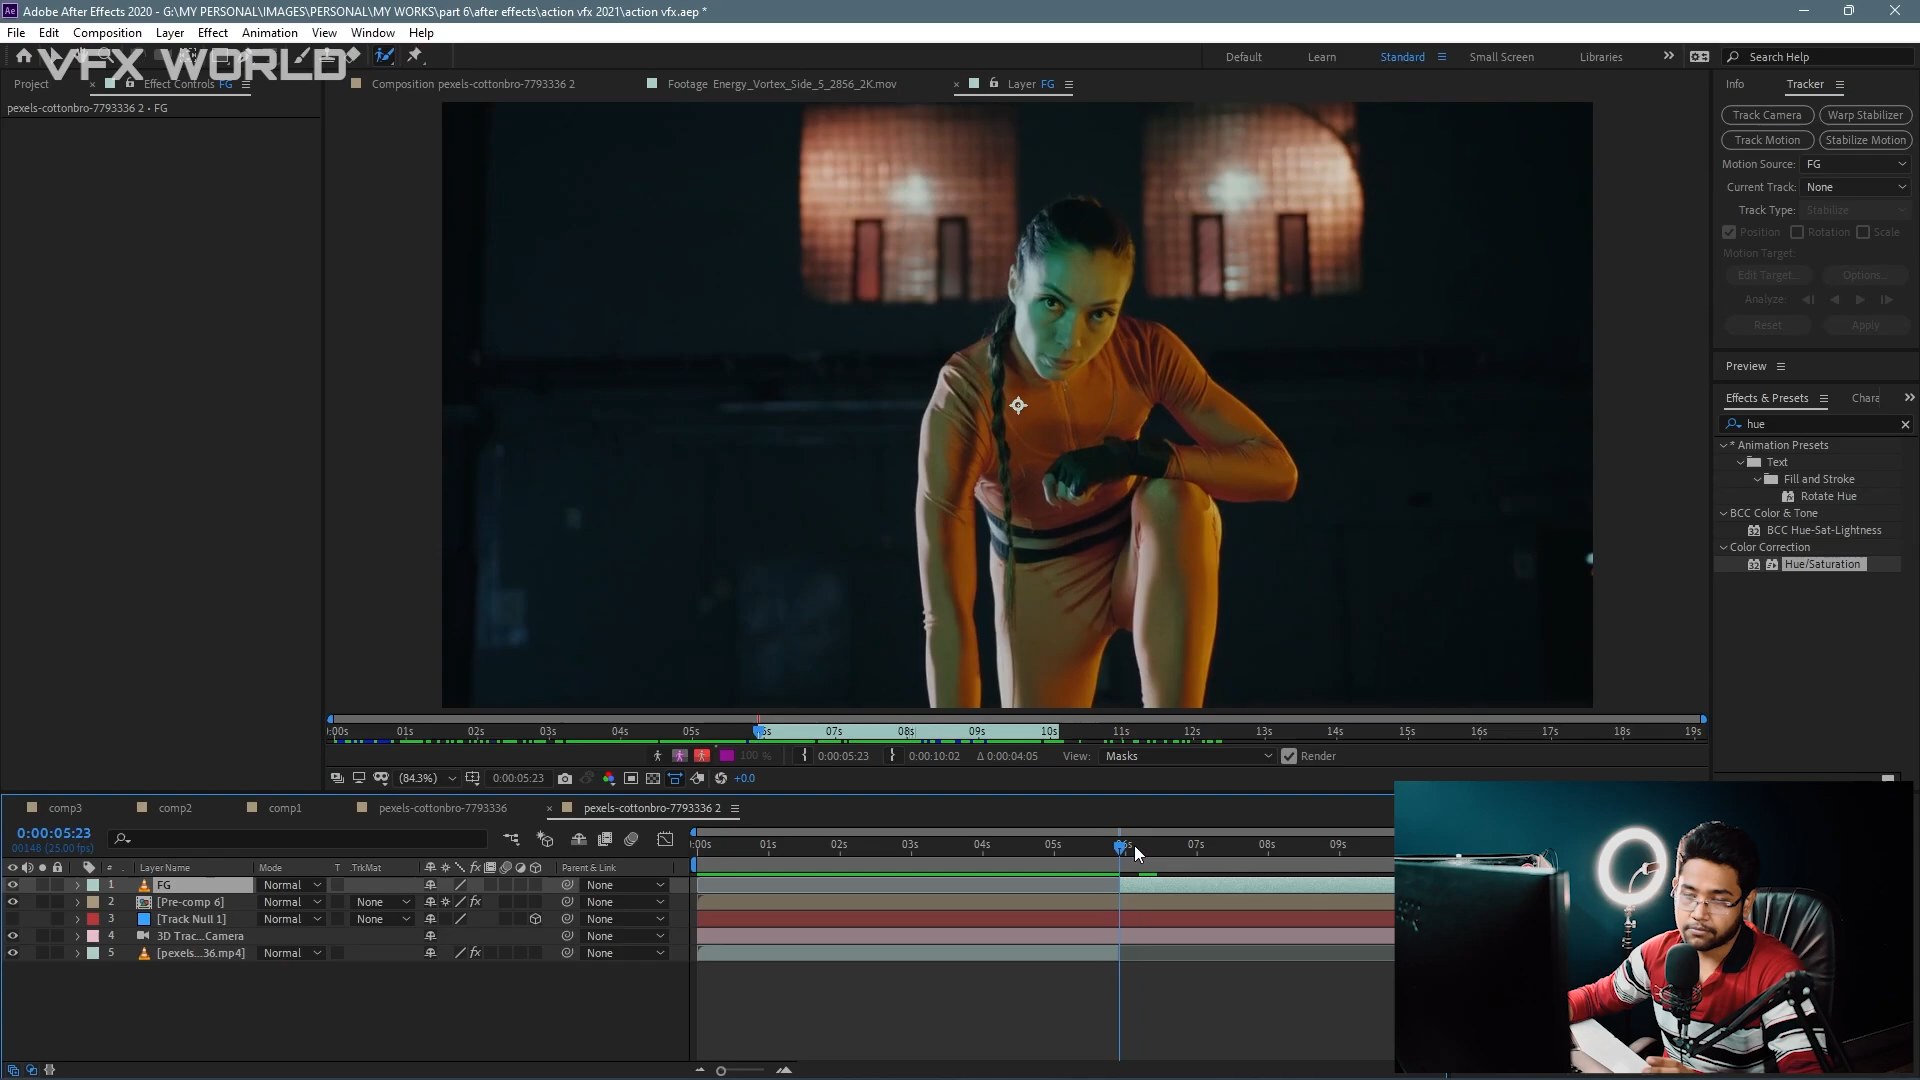 Adobe After Effects 2020 - G:\MY PERSONAL\IMAGES\PERSONAL\MY WORKS\part 6\after effects\action vfx 2021\action vfx.aep *
File Edit Composition Layer Effect Animation View Window Help
VFX WORLD
Default Learn Standard Small Screen Libraries Search Help
Project Effect Controls FG Composition pexels-cottonbro-7793336 2 Footage Energy_Vortex_Side_5_2856_2K.mov Layer FG Info Tracker
pexels-cottonbro-7793336 2 • FG
Track Camera Warp Stabilizer
Track Motion Stabilize Motion
Motion Source: FG
Current Track: None
Track Type: Stabilize
Position Rotation Scale
Motion Target:
Edit Target... Options...
Analyze:
Reset Apply
Preview
Effects & Presets Chara
hue
* Animation Presets
Text
Fill and Stroke
Rotate Hue
BCC Color & Tone
BCC Hue-Sat-Lightness
Color Correction
Hue/Saturation
:00s 01s 02s 03s 04s 05s 07s 08s 09s 10s 11s 12s 13s 14s 15s 16s 17s 18s 19s
100 % 0:00:05:23 0:00:10:02 Δ 0:00:04:05 View: Masks Render
(84.3%) 0:00:05:23 +0.0
comp3 comp2 comp1 pexels-cottonbro-7793336 pexels-cottonbro-7793336 2
0:00:05:23
00148 (25.00 fps)
:00s 01s 02s 03s 04s 05s 07s 08s 09s
# Layer Name Mode T .TrkMat Parent & Link
1 FG Normal None
2 [Pre-comp 6] Normal None None
3 [Track Null 1] Normal None None
4 3D Trac...Camera None
5 [pexels...36.mp4] Normal None